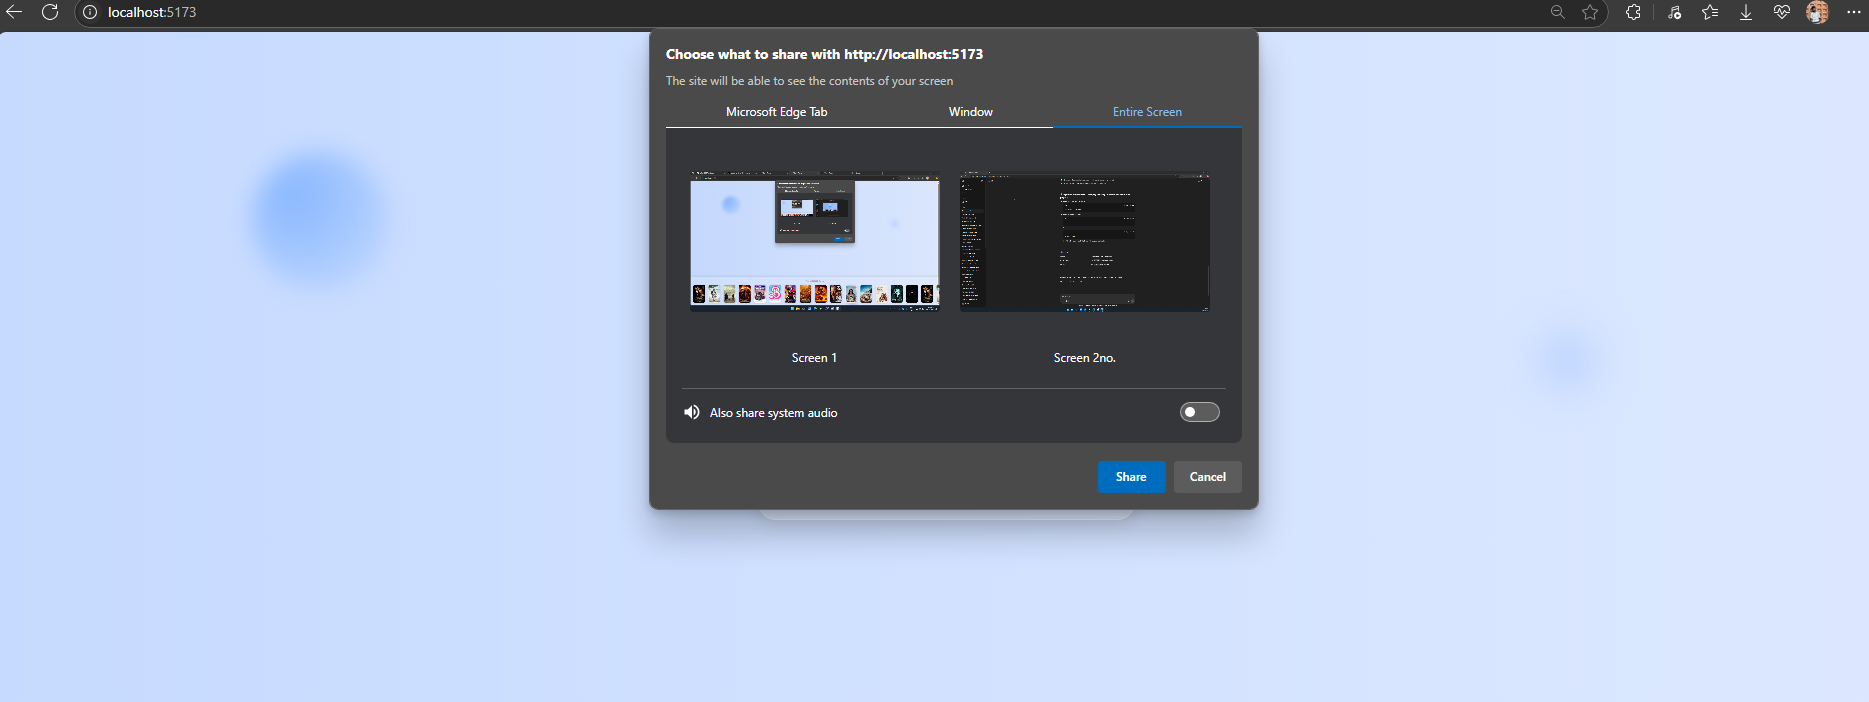 localhost:5173
Choose what to share with http://localhost:5173
The site will be able to see the contents of your screen
Microsoft Edge Tab
Window
Entire Screen
Screen 1
Screen 2no.
Also share system audio
Share
Cancel